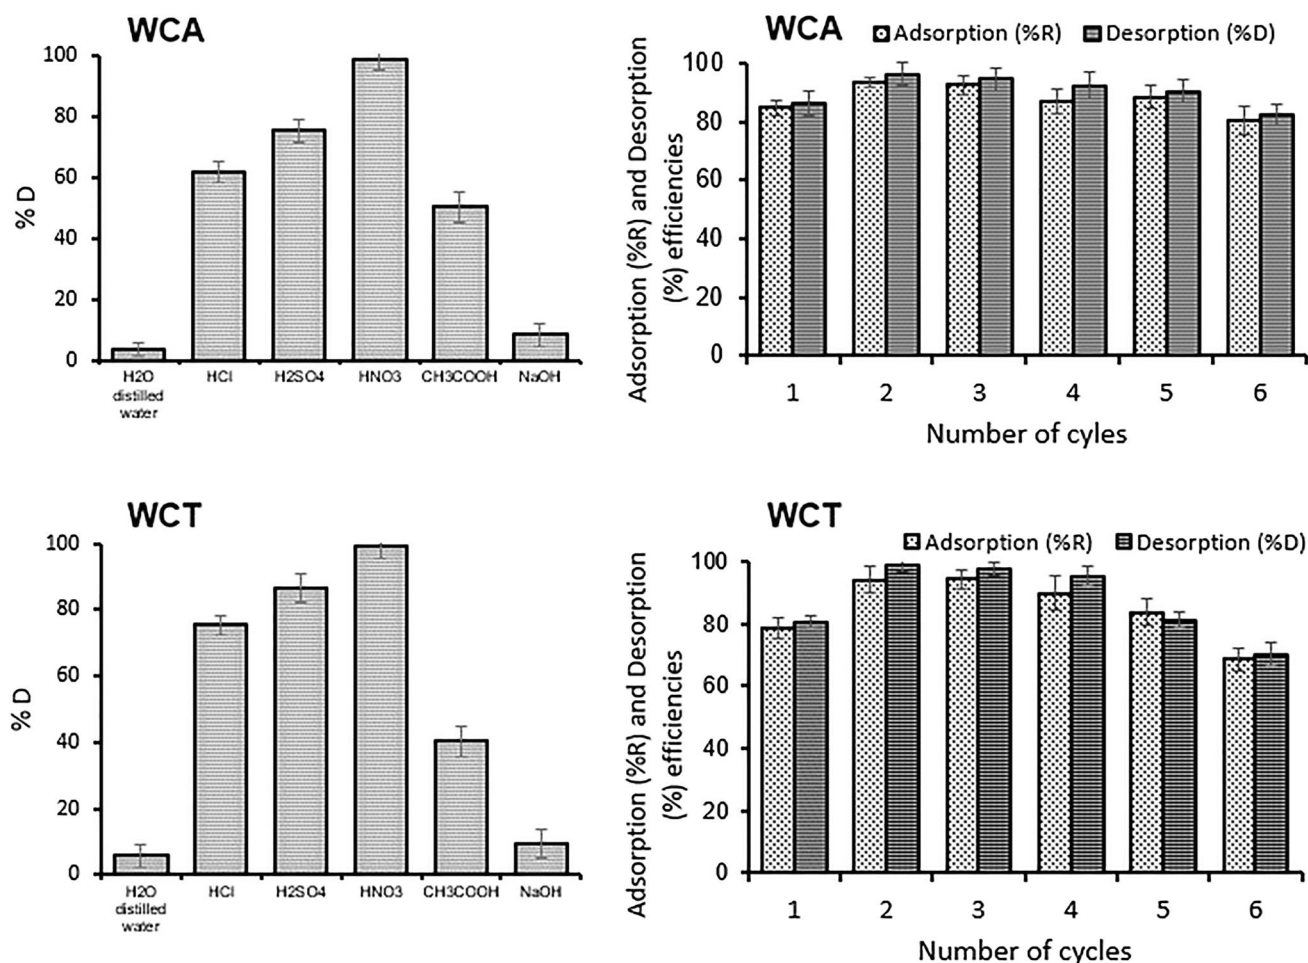 WCA
% D
100
80
60
40
20
0
H2O
distilled
water
HCl
H2SO4
HNO3
CH3COOH
NaOH
WCA
Adsorption (%R)
Desorption (%D)
Adsorption (%R) and Desorption
(%) efficiencies
100
80
60
40
20
0
1 2 3 4 5 6
Number of cyles
WCT
% D
100
80
60
40
20
0
H2O
distilled
water
HCl
H2SO4
HNO3
CH3COOH
NaOH
WCT
Adsorption (%R)
Desorption (%D)
Adsorption (%R) and Desorption
(%) efficiencies
100
80
60
40
20
0
1 2 3 4 5 6
Number of cycles